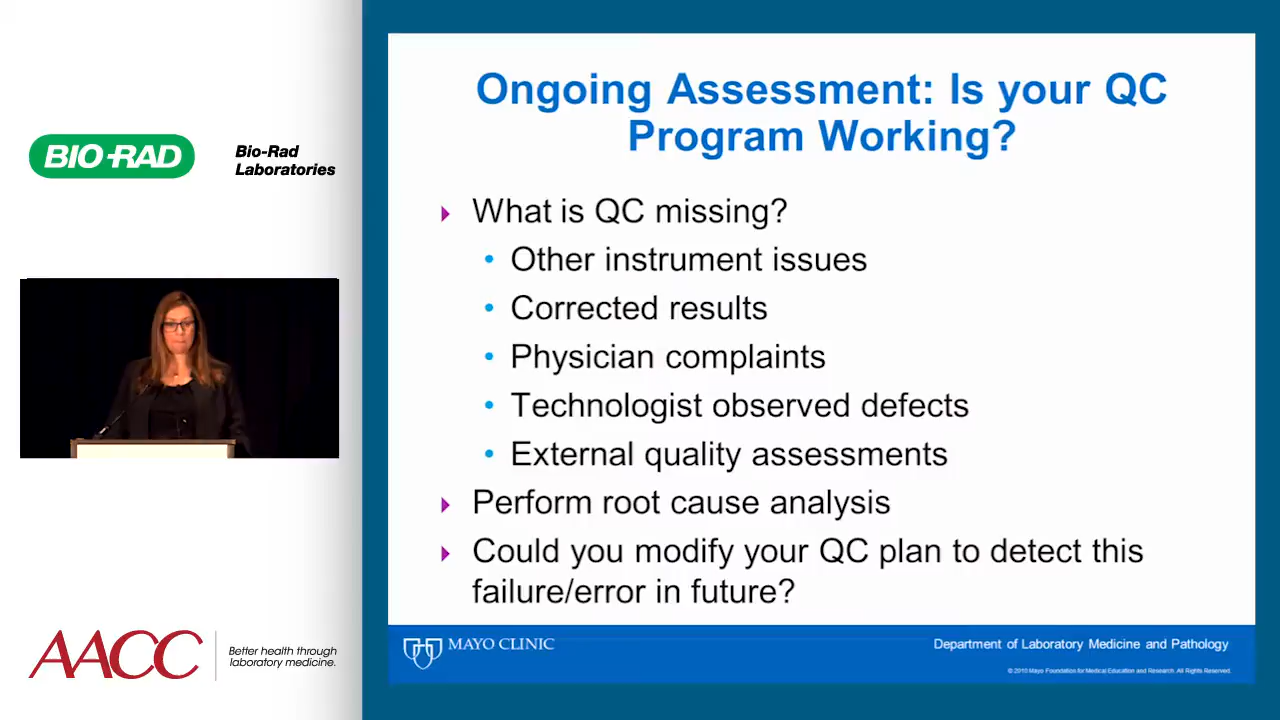 BIO-RAD
Bio-Rad
Laboratories
AACC
Better health through
laboratory medicine.
Ongoing Assessment: Is your QC
Program Working?
What is QC missing?
Other instrument issues
Corrected results
Physician complaints
Technologist observed defects
External quality assessments
Perform root cause analysis
Could you modify your QC plan to detect this
failure/error in future?
MAYO CLINIC
Department of Laboratory Medicine and Pathology
© 2010 Mayo Foundation for Medical Education and Research. All Rights Reserved.